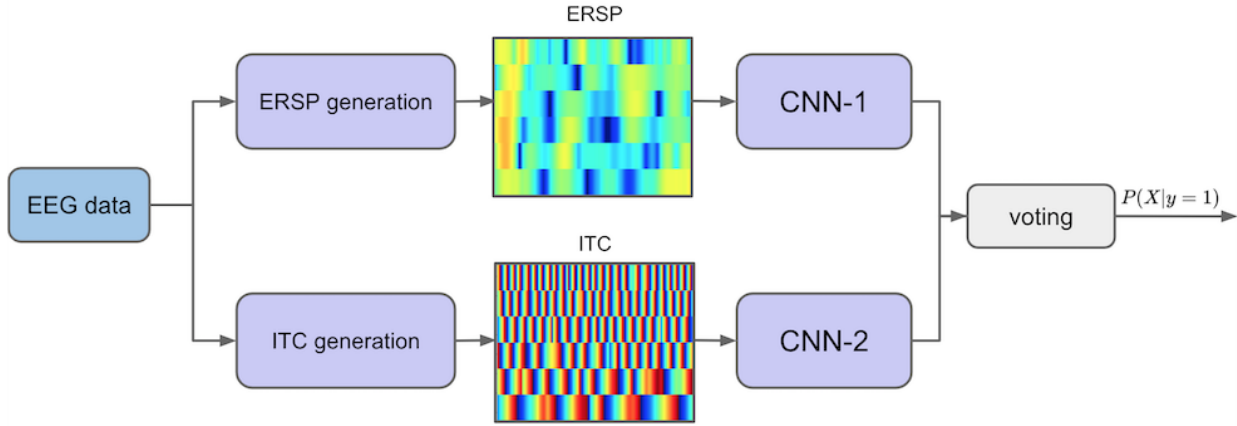 ERSP
ERSP generation
CNN-1
EEG data
voting
P(X|y = 1)
ITC
ITC generation
CNN-2